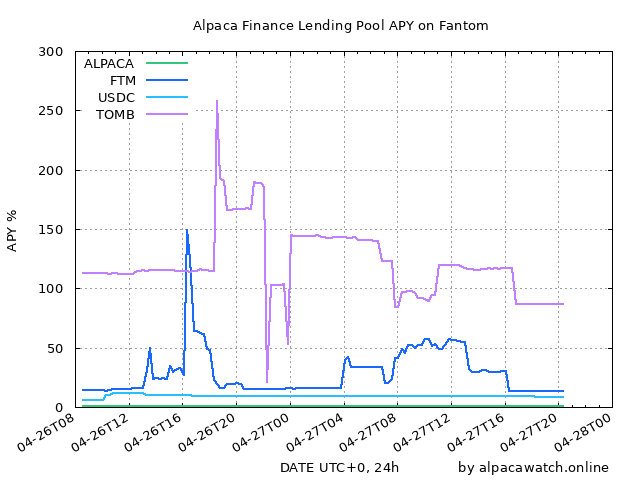 Alpaca Finance Lending Pool APY on Fantom
300
250
200
150
100
50
0
APY %
ALPACA
FTM
USDC
TOMB
04-26T08
04-26T12
04-26T16
04-26T20
04-27T00
04-27T04
04-27T08
04-27T12
04-27T16
04-27T20
04-28T00
DATE UTC+0, 24h
by alpacawatch.online